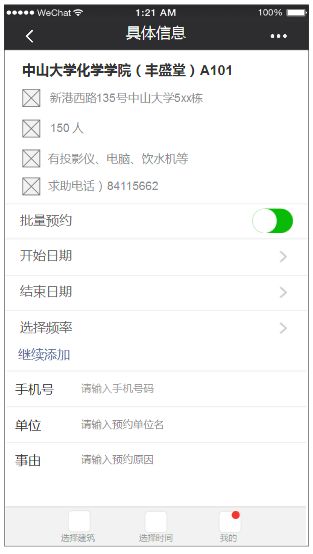 WeChat 1:21 AM 100%
具体信息
中山大学化学学院（丰盛堂）A101
新港西路135号中山大学5xx栋
150 人
有投影仪、电脑、饮水机等
求助电话）84115662
批量预约
开始日期
结束日期
选择频率
继续添加
手机号 请输入手机号码
单位 请输入预约单位名
事由 请输入预约原因
选择建筑 选择时间 我的